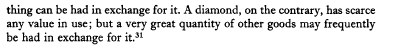 thing can be had in exchange for it. A diamond, on the contrary, has scarce
any value in use; but a very great quantity of other goods may frequently
be had in exchange for it.31